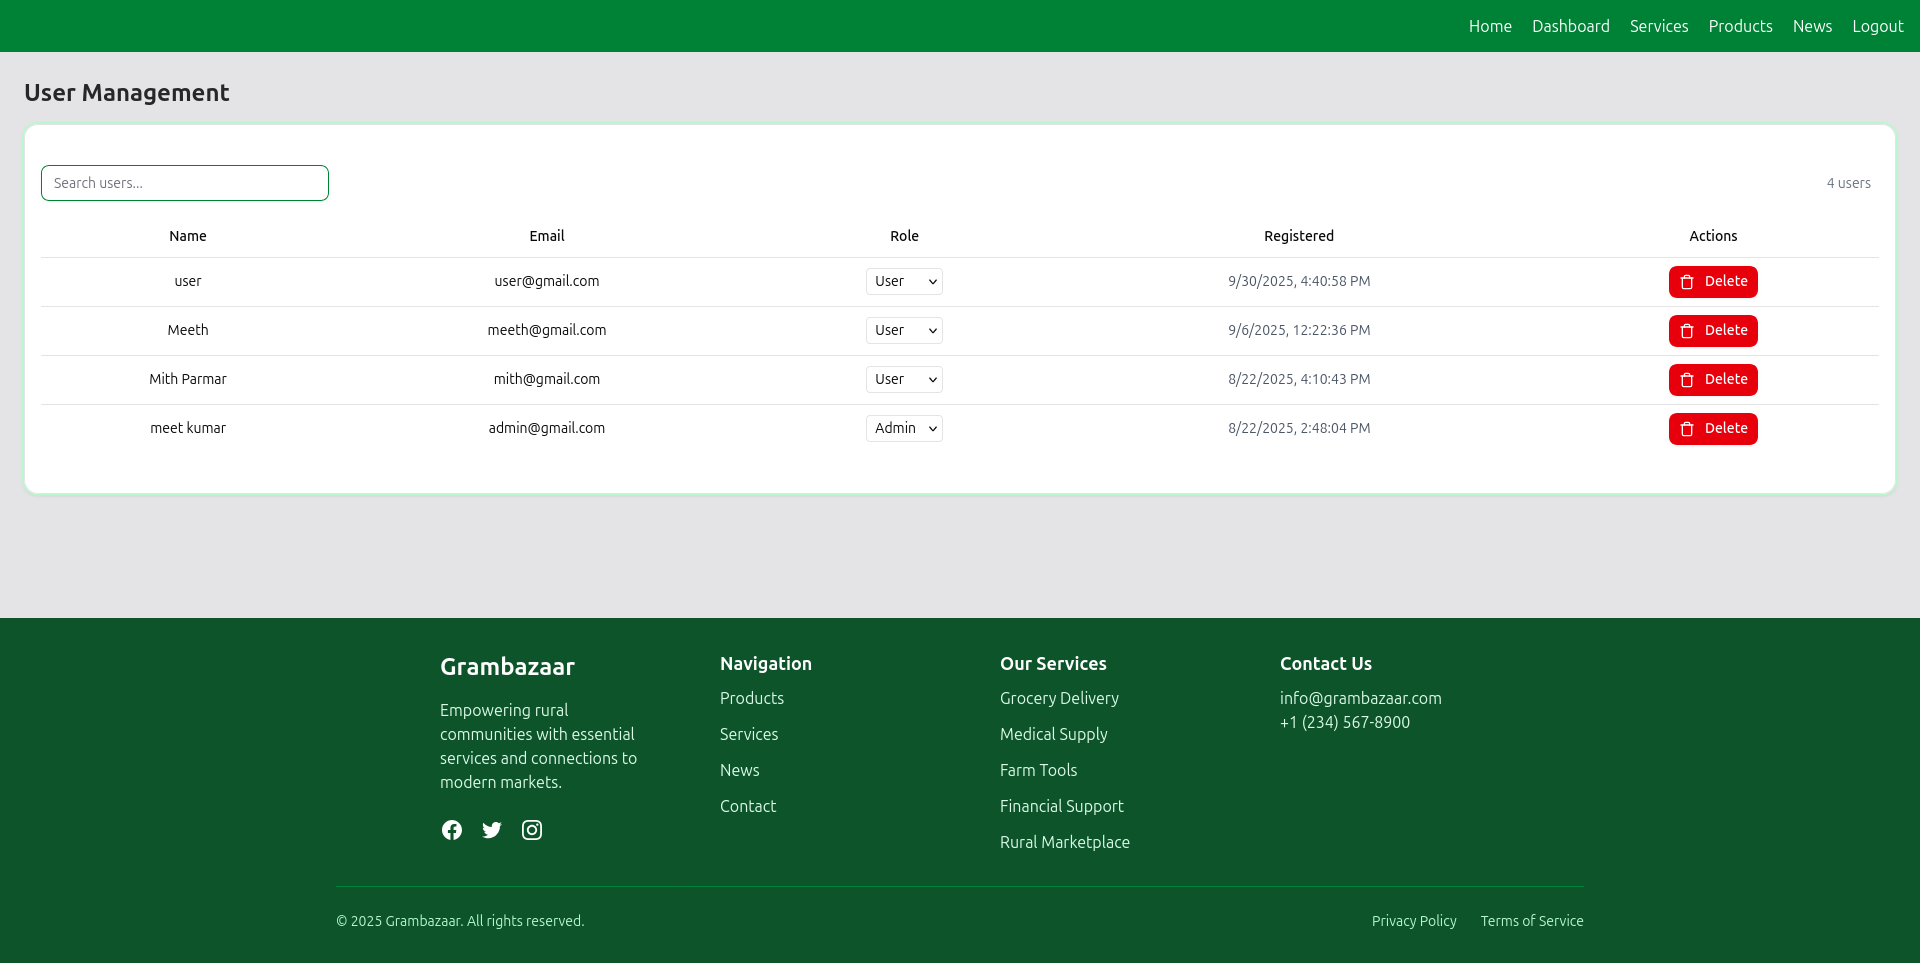 Home Dashboard Services Products News Logout
User Management
Search users...
4 users
Name Email Role Registered Actions
user user@gmail.com User 9/30/2025, 4:40:58 PM Delete
Meeth meeth@gmail.com User 9/6/2025, 12:22:36 PM Delete
Mith Parmar mith@gmail.com User 8/22/2025, 4:10:43 PM Delete
meet kumar admin@gmail.com Admin 8/22/2025, 2:48:04 PM Delete
Grambazaar
Empowering rural
communities with essential
services and connections to
modern markets.
Navigation
Products
Services
News
Contact
Our Services
Grocery Delivery
Medical Supply
Farm Tools
Financial Support
Rural Marketplace
Contact Us
info@grambazaar.com
+1 (234) 567-8900
© 2025 Grambazaar. All rights reserved.
Privacy Policy Terms of Service